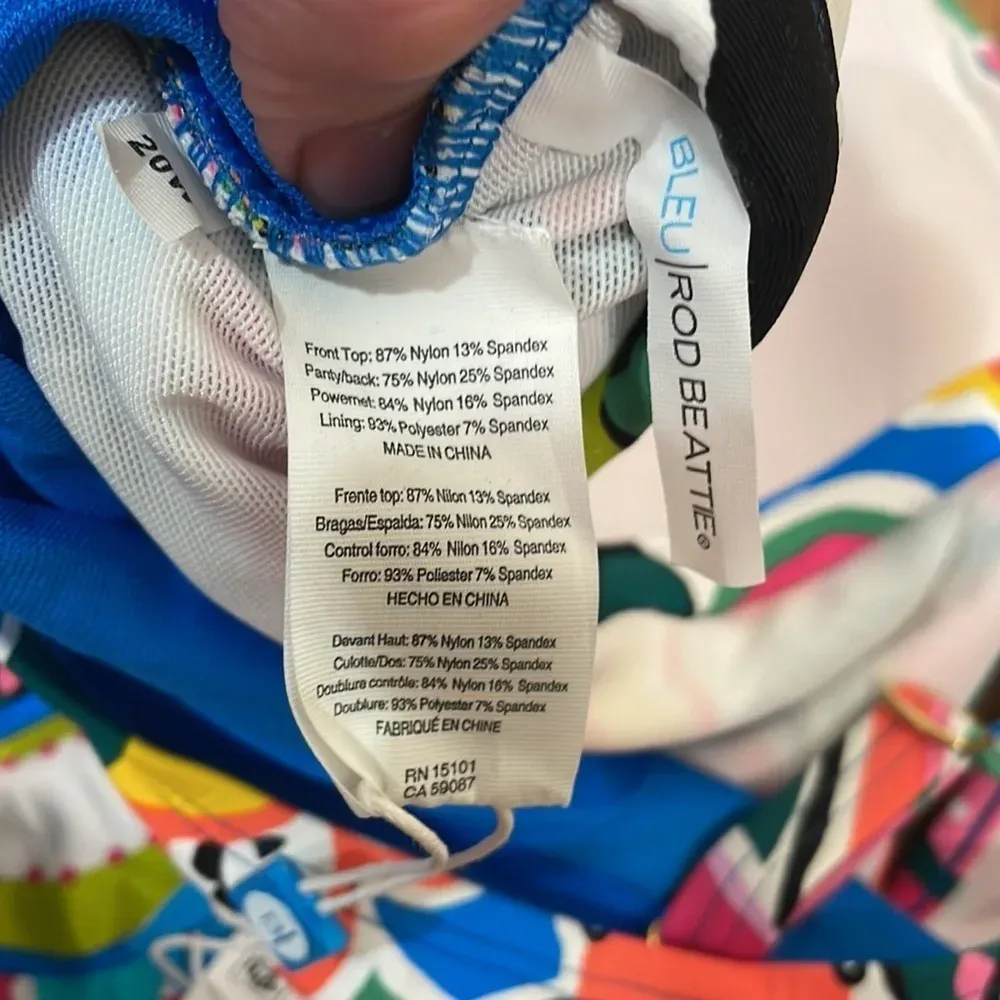 20W
BLEU|ROD BEATTIE®
Front Top: 87% Nylon 13% Spandex
Panty/back: 75% Nylon 25% Spandex
Powernet: 84% Nylon 16% Spandex
Lining: 93% Polyester 7% Spandex
MADE IN CHINA
Frente top: 87% Nilon 13% Spandex
Bragas/Espalda: 75% Nilon 25% Spandex
Control forro: 84% Nilon 16% Spandex
Forro: 93% Poliester 7% Spandex
HECHO EN CHINA
Devant Haut: 87% Nylon 13% Spandex
Culotte/Dos: 75% Nylon 25% Spandex
Doublure contrôle: 84% Nylon 16% Spandex
Doublure: 93% Polyester 7% Spandex
FABRIQUÉ EN CHINE
RN 15101
CA 59087